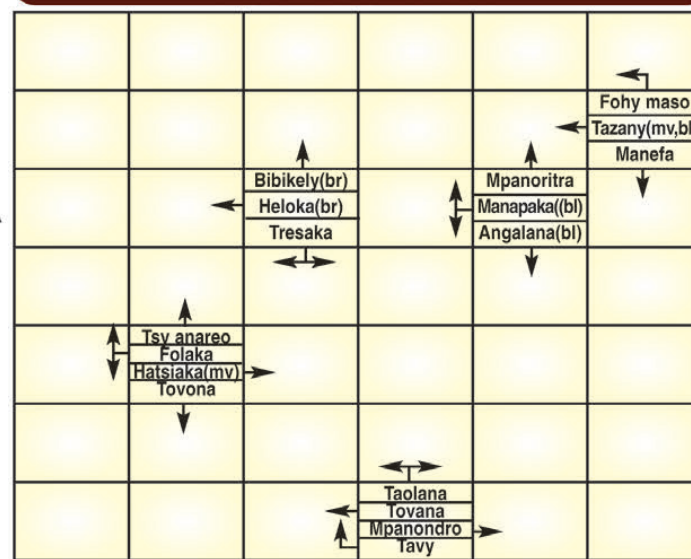 Fohy maso
Tazany(mv,bl
Manefa
Bibikely(br)
Heloka(br)
Tresaka
Mpanoritra
Manapaka((bl)
Angalana(bl)
Tsy anareo
Folaka
Hatsiaka(mv)
Tovona
Taolana
Tovana
Mpanondro
Tavy